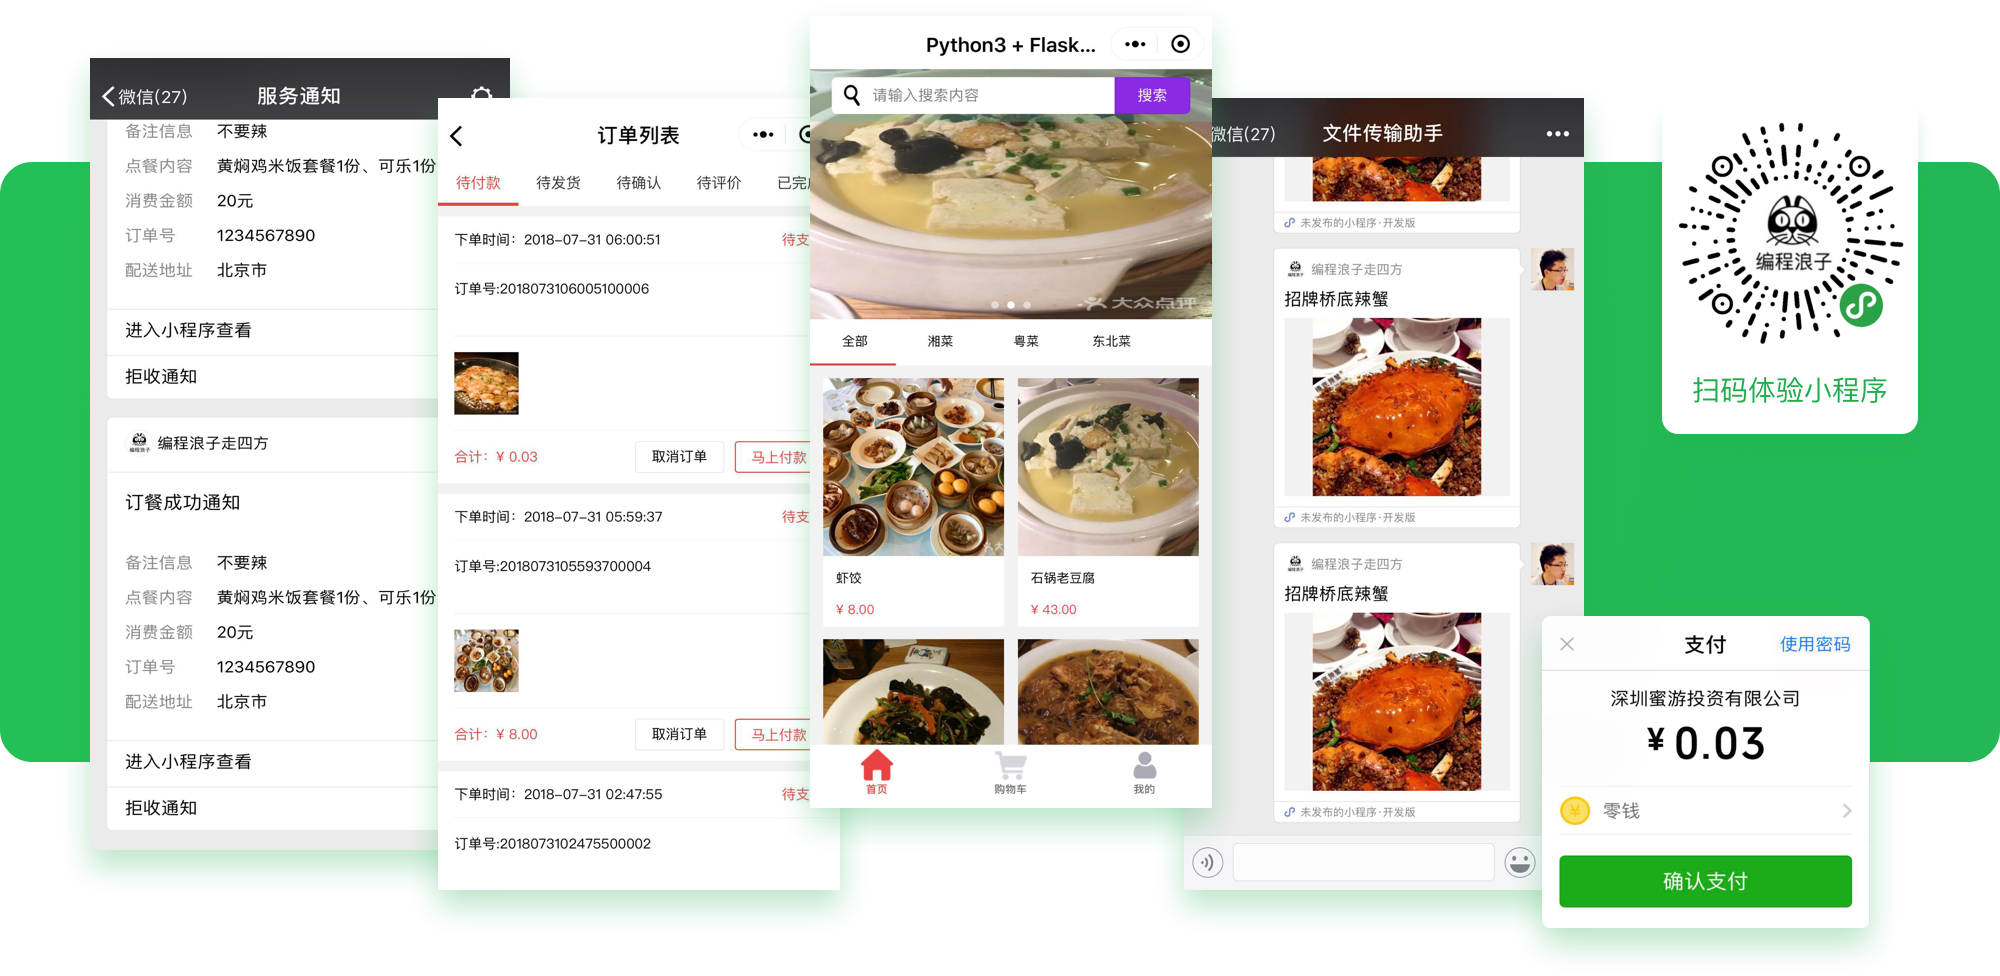 微信(27)
服务通知
备注信息 不要辣
点餐内容 黄焖鸡米饭套餐1份、可乐1份
消费金额 20元
订单号 1234567890
配送地址 北京市
进入小程序查看
拒收通知
编程浪子走四方
订餐成功通知
备注信息 不要辣
点餐内容 黄焖鸡米饭套餐1份、可乐1份
消费金额 20元
订单号 1234567890
配送地址 北京市
进入小程序查看
拒收通知
订单列表
待付款 待发货 待确认 待评价 已完
下单时间：2018-07-31 06:00:51 待支
订单号:2018073106005100006
合计：¥ 0.03 取消订单 马上付款
下单时间：2018-07-31 05:59:37 待支
订单号:2018073105593700004
合计：¥ 8.00 取消订单 马上付款
下单时间：2018-07-31 02:47:55 待支
订单号:2018073102475500002
Python3 + Flask...
请输入搜索内容 搜索
大众点评
全部 湘菜 粤菜 东北菜
虾饺
¥ 8.00
石锅老豆腐
¥ 43.00
首页 购物车 我的
微信(27)
文件传输助手
未发布的小程序·开发版
编程浪子走四方
招牌桥底辣蟹
未发布的小程序·开发版
编程浪子走四方
招牌桥底辣蟹
未发布的小程序·开发版
编程浪子
扫码体验小程序
支付 使用密码
深圳蜜游投资有限公司
¥ 0.03
零钱
确认支付